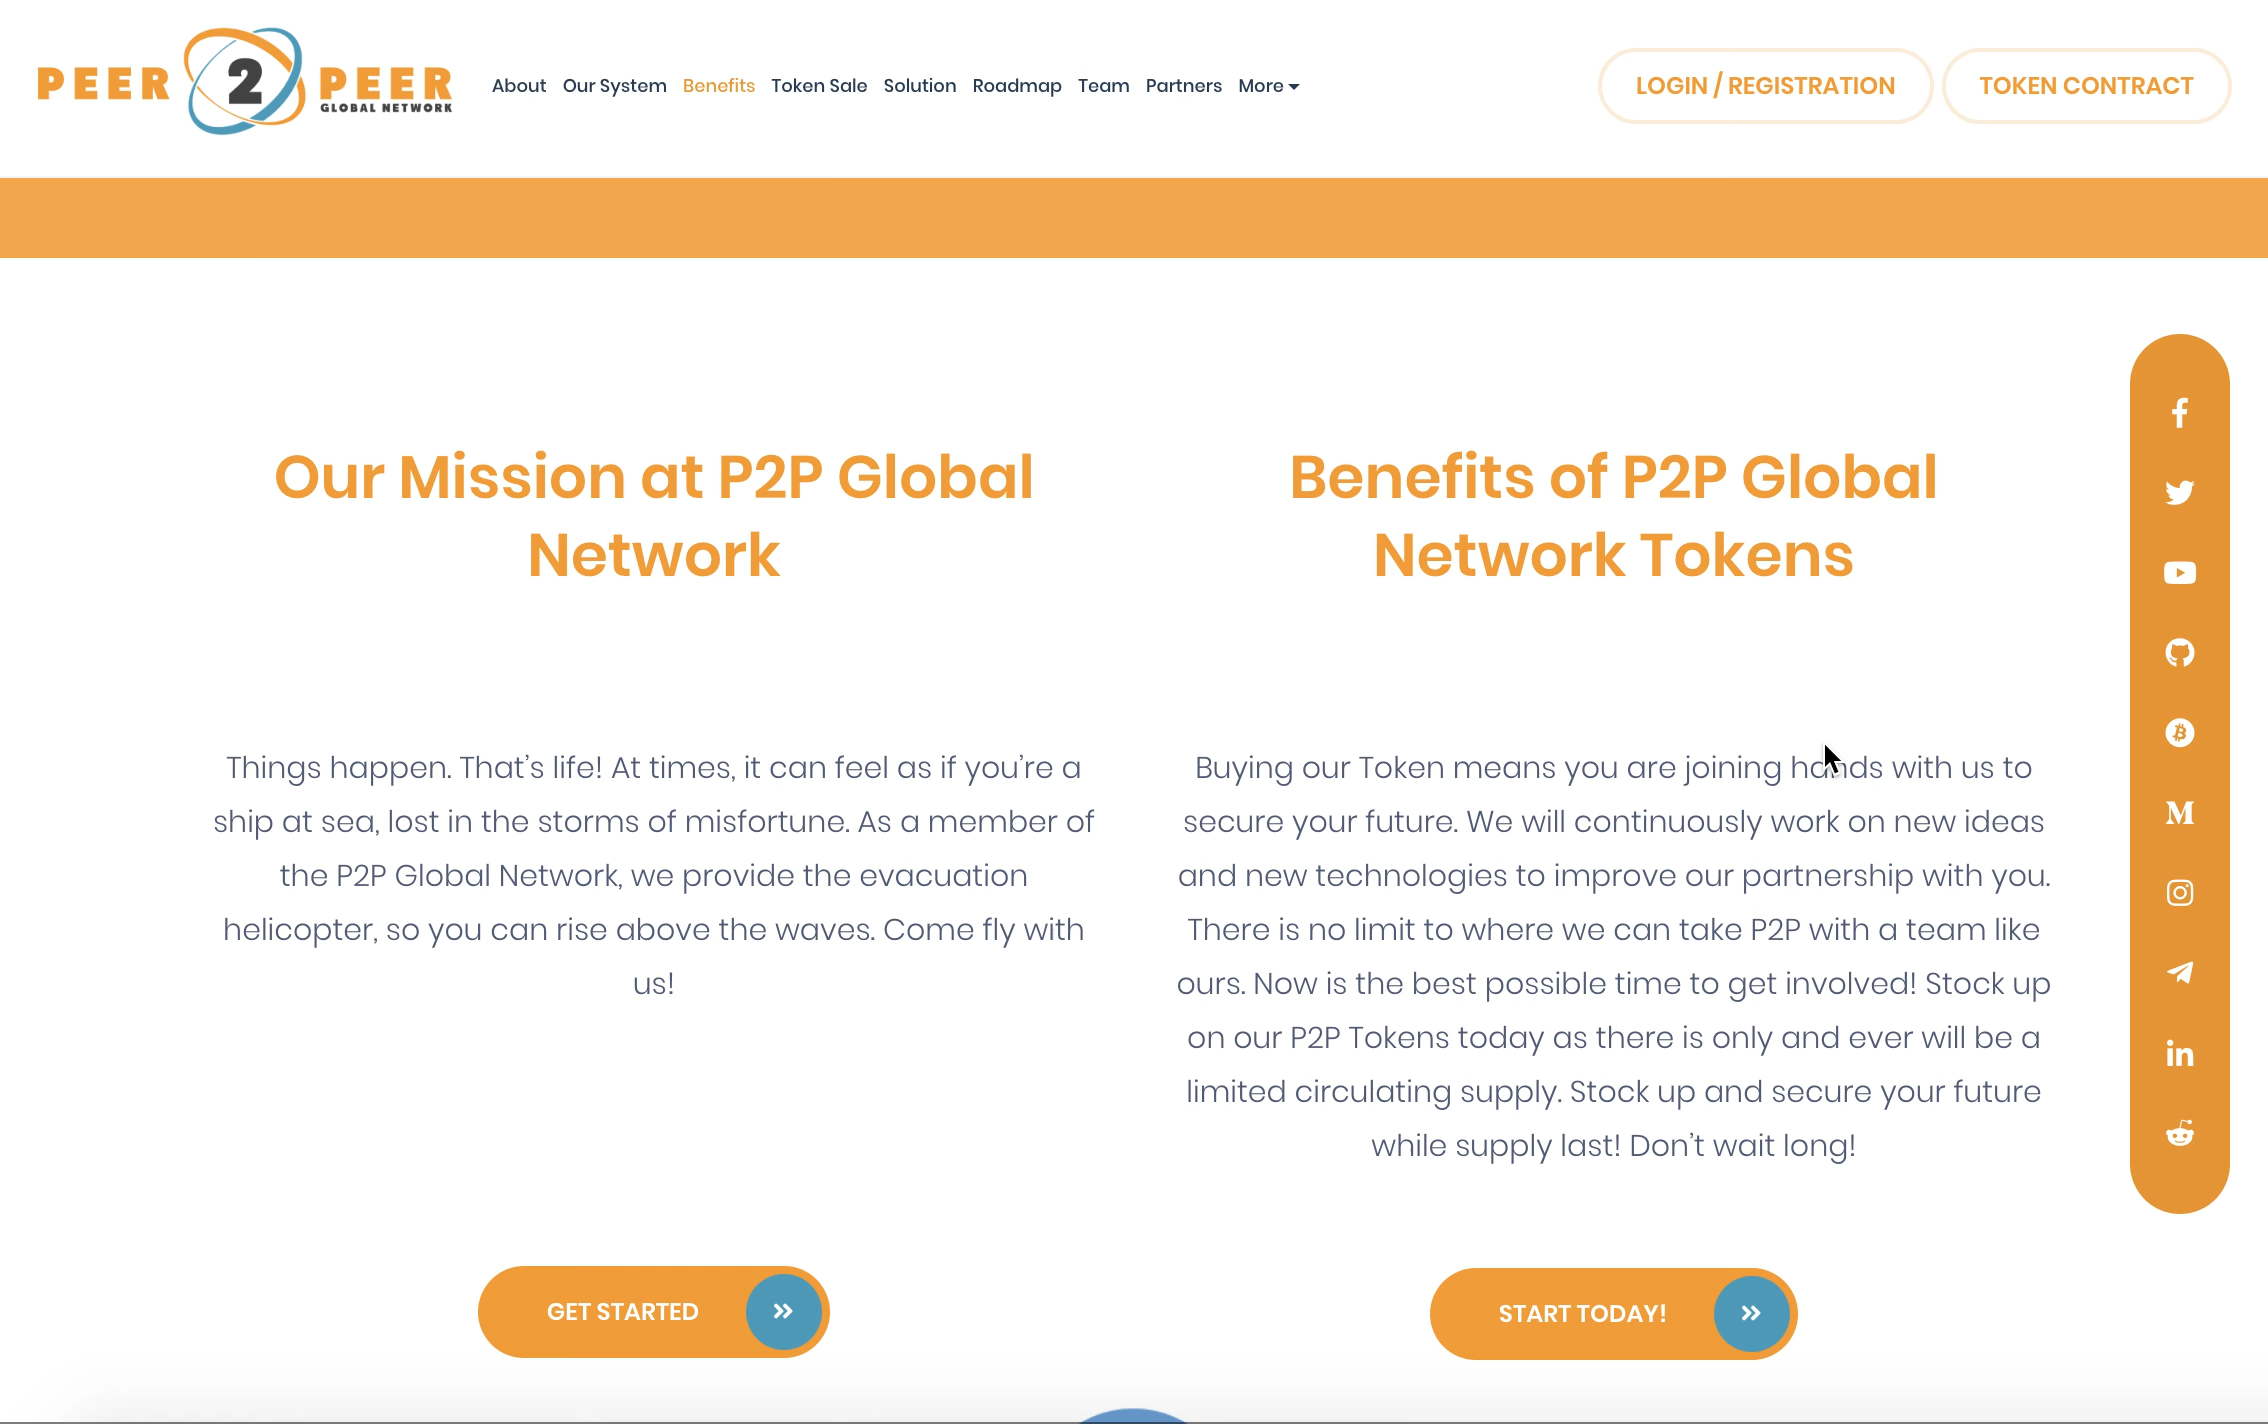 PEER 2 PEER
GLOBAL NETWORK
About Our System Benefits Token Sale Solution Roadmap Team Partners More
LOGIN / REGISTRATION
TOKEN CONTRACT
Our Mission at P2P Global
Network
Things happen. That’s life! At times, it can feel as if you’re a
ship at sea, lost in the storms of misfortune. As a member of
the P2P Global Network, we provide the evacuation
helicopter, so you can rise above the waves. Come fly with
us!
GET STARTED
Benefits of P2P Global
Network Tokens
Buying our Token means you are joining hands with us to
secure your future. We will continuously work on new ideas
and new technologies to improve our partnership with you.
There is no limit to where we can take P2P with a team like
ours. Now is the best possible time to get involved! Stock up
on our P2P Tokens today as there is only and ever will be a
limited circulating supply. Stock up and secure your future
while supply last! Don’t wait long!
START TODAY!